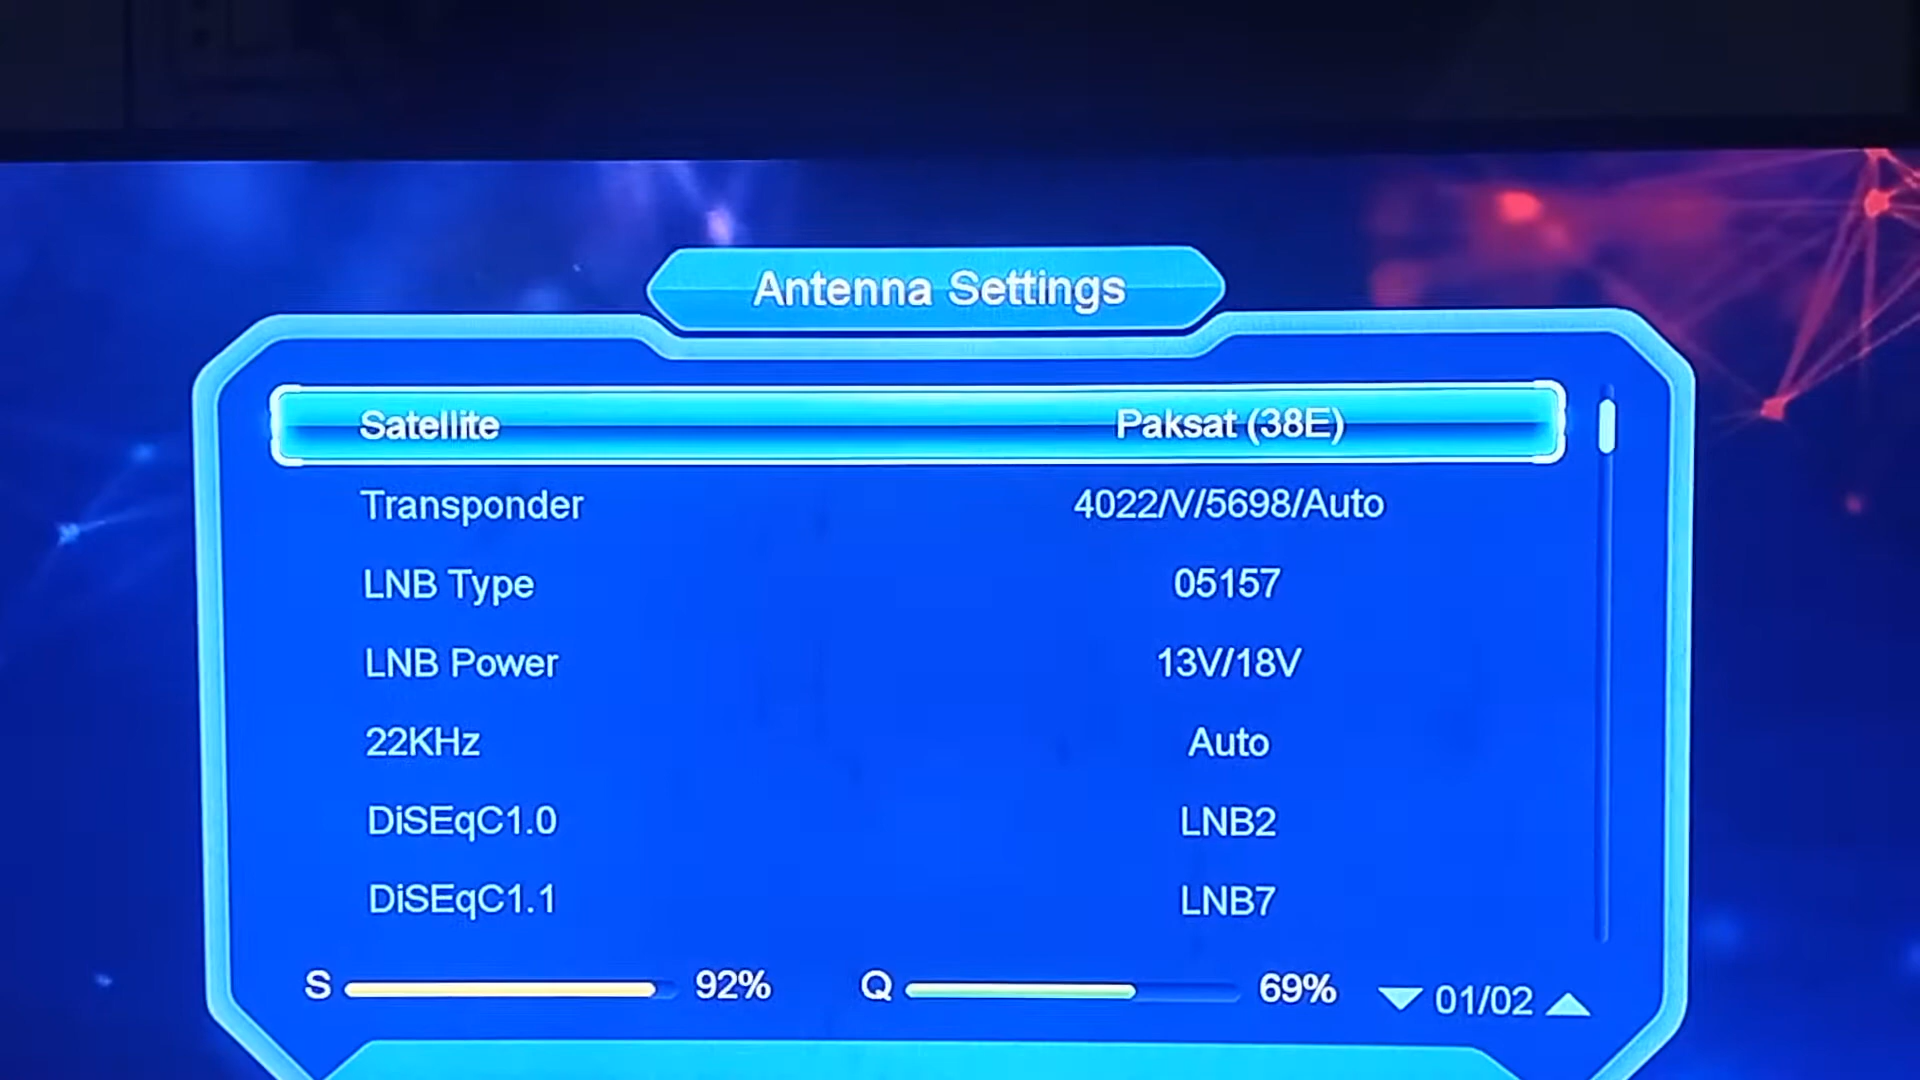 Antenna Settings
Satellite Paksat (38E)
Transponder 4022/V/5698/Auto
LNB Type 05157
LNB Power 13V/18V
22KHz Auto
DiSEqC1.0 LNB2
DiSEqC1.1 LNB7
S 92% Q 69% 01/02